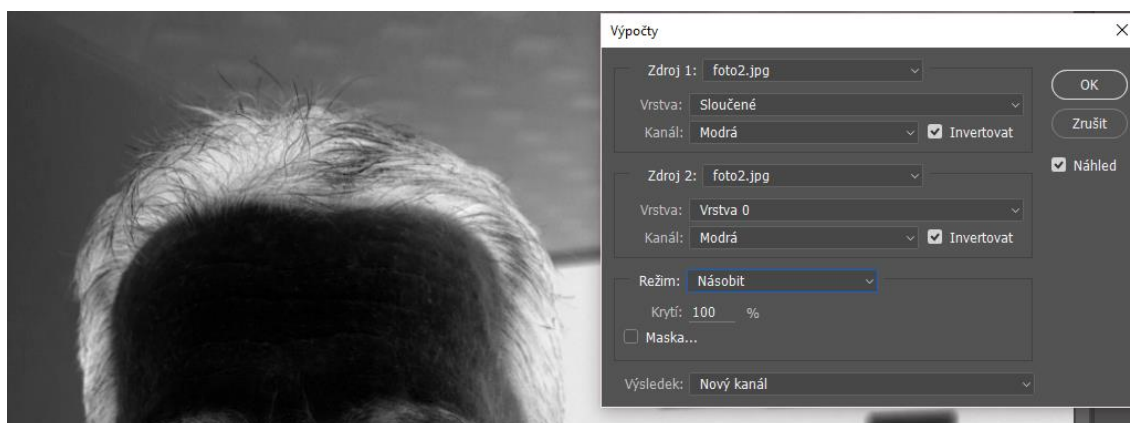 Výpočty
Zdroj 1: foto2.jpg
OK
Vrstva: Sloučené
Zrušit
Kanál: Modrá Invertovat
Náhled
Zdroj 2: foto2.jpg
Vrstva: Vrstva 0
Kanál: Modrá Invertovat
Režim: Násobit
Krytí: 100 %
Maska...
Výsledek: Nový kanál